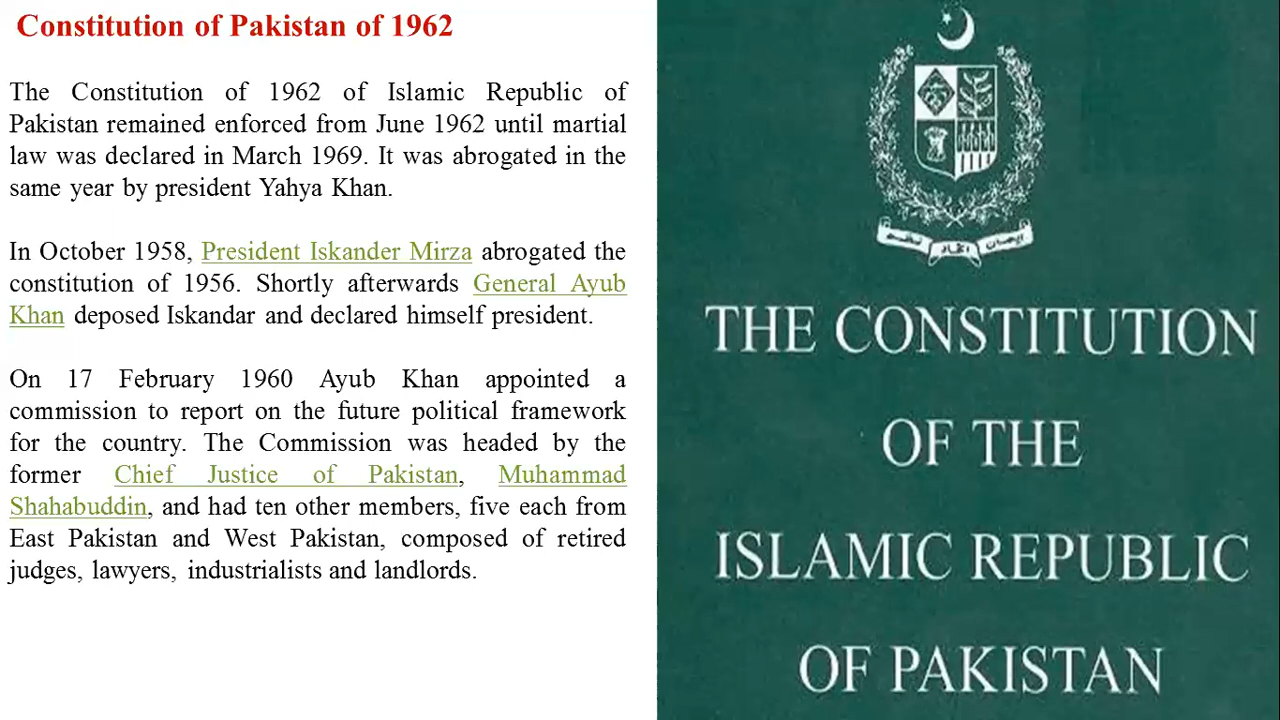 Constitution of Pakistan of 1962
The Constitution of 1962 of Islamic Republic of
Pakistan remained enforced from June 1962 until martial
law was declared in March 1969. It was abrogated in the
same year by president Yahya Khan.
In October 1958, President Iskander Mirza abrogated the
constitution of 1956. Shortly afterwards General Ayub
Khan deposed Iskandar and declared himself president.
On 17 February 1960 Ayub Khan appointed a
commission to report on the future political framework
for the country. The Commission was headed by the
former Chief Justice of Pakistan, Muhammad
Shahabuddin, and had ten other members, five each from
East Pakistan and West Pakistan, composed of retired
judges, lawyers, industrialists and landlords.
ایمان اتحاد نظم
THE CONSTITUTION
OF THE
ISLAMIC REPUBLIC
OF PAKISTAN